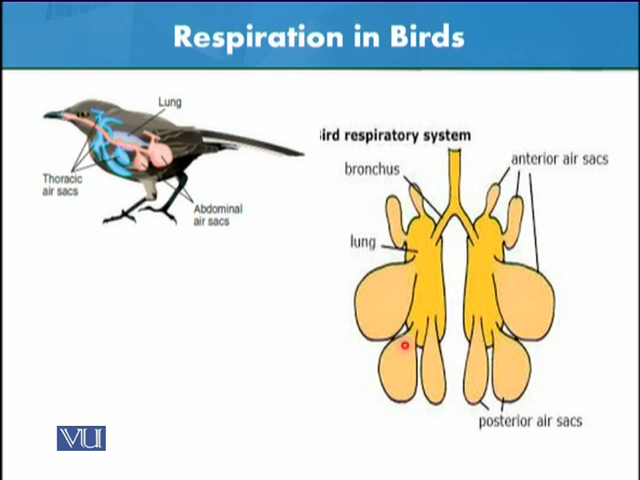 Respiration in Birds
Lung
Thoracic
air sacs
Abdominal
air sacs
ird respiratory system
bronchus
anterior air sacs
lung
posterior air sacs
VU